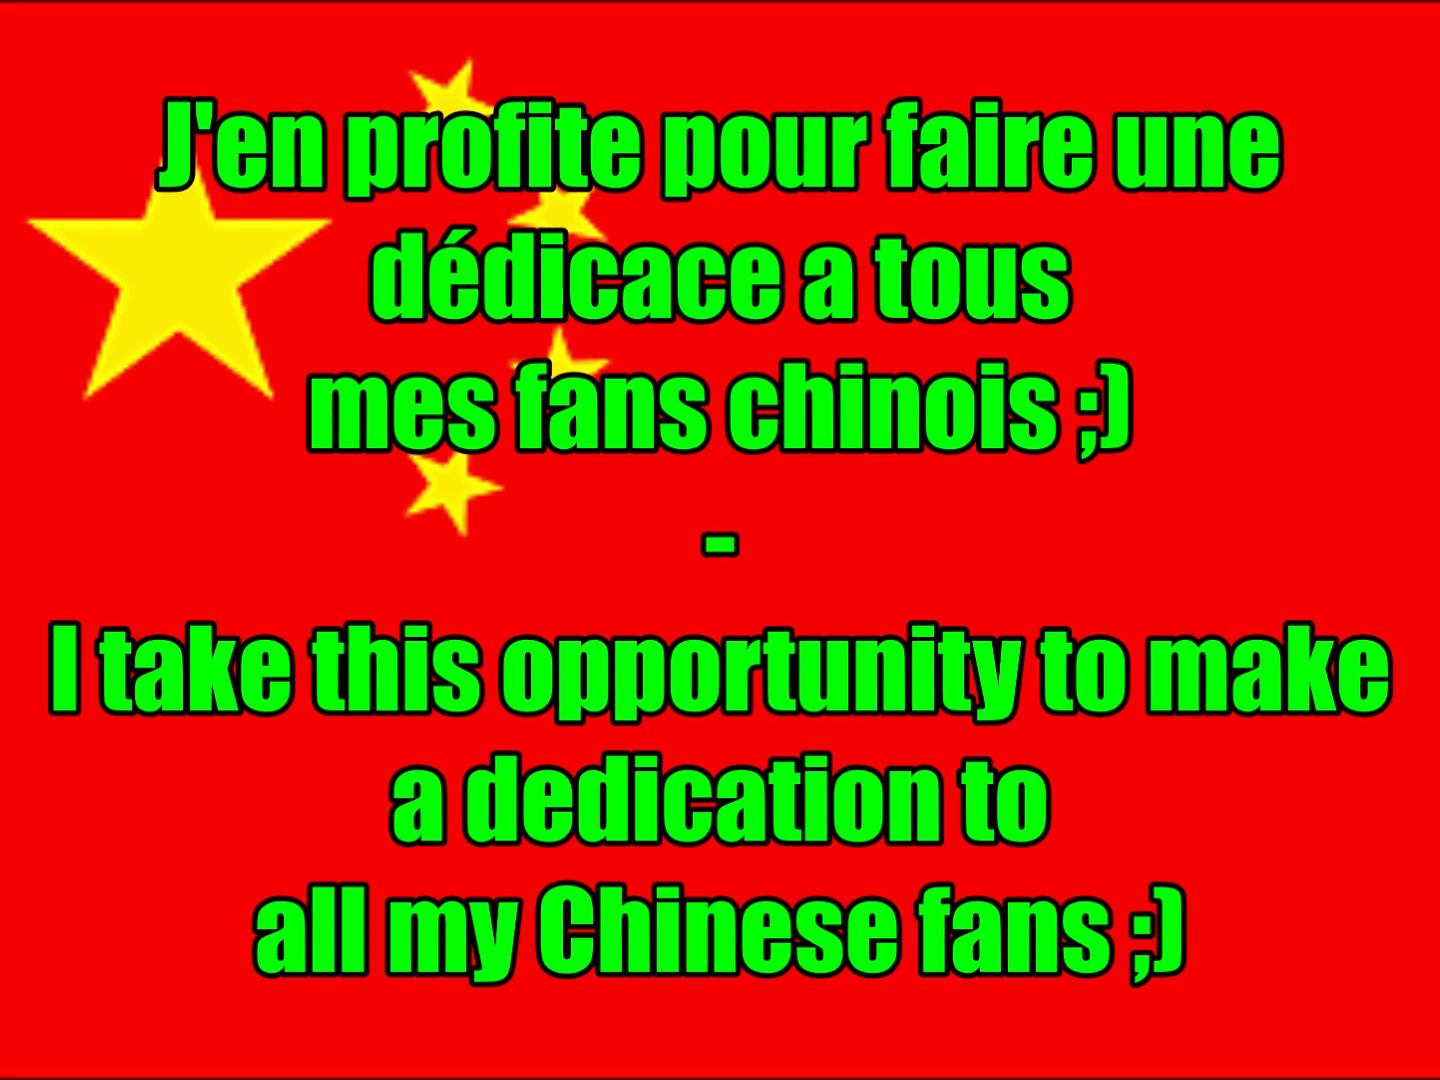 J'en profite pour faire une
dédicace a tous
mes fans chinois ;)
-
I take this opportunity to make
a dedication to
all my Chinese fans ;)